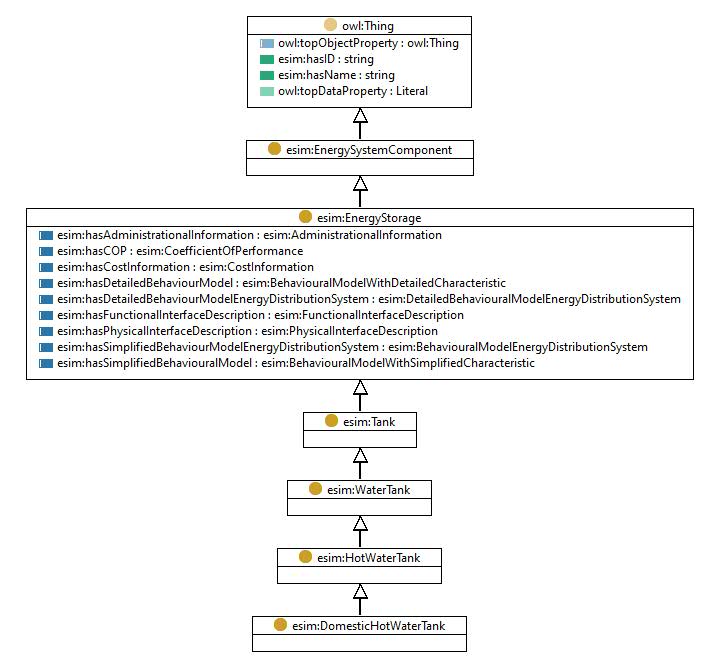 owl:Thing
owl:topObjectProperty : owl:Thing
esim:hasID : string
esim:hasName : string
owl:topDataProperty : Literal
esim:EnergySystemComponent
esim:EnergyStorage
esim:hasAdministrationalInformation : esim:AdministrationalInformation
esim:hasCOP : esim:CoefficientOfPerformance
esim:hasCostInformation : esim:CostInformation
esim:hasDetailedBehaviourModel : esim:BehaviouralModelWithDetailedCharacteristic
esim:hasDetailedBehaviourModelEnergyDistributionSystem : esim:DetailedBehaviouralModelEnergyDistributionSystem
esim:hasFunctionalInterfaceDescription : esim:FunctionalInterfaceDescription
esim:hasPhysicalInterfaceDescription : esim:PhysicalInterfaceDescription
esim:hasSimplifiedBehaviourModelEnergyDistributionSystem : esim:BehaviouralModelEnergyDistributionSystem
esim:hasSimplifiedBehaviouralModel : esim:BehaviouralModelWithSimplifiedCharacteristic
esim:Tank
esim:WaterTank
esim:HotWaterTank
esim:DomesticHotWaterTank